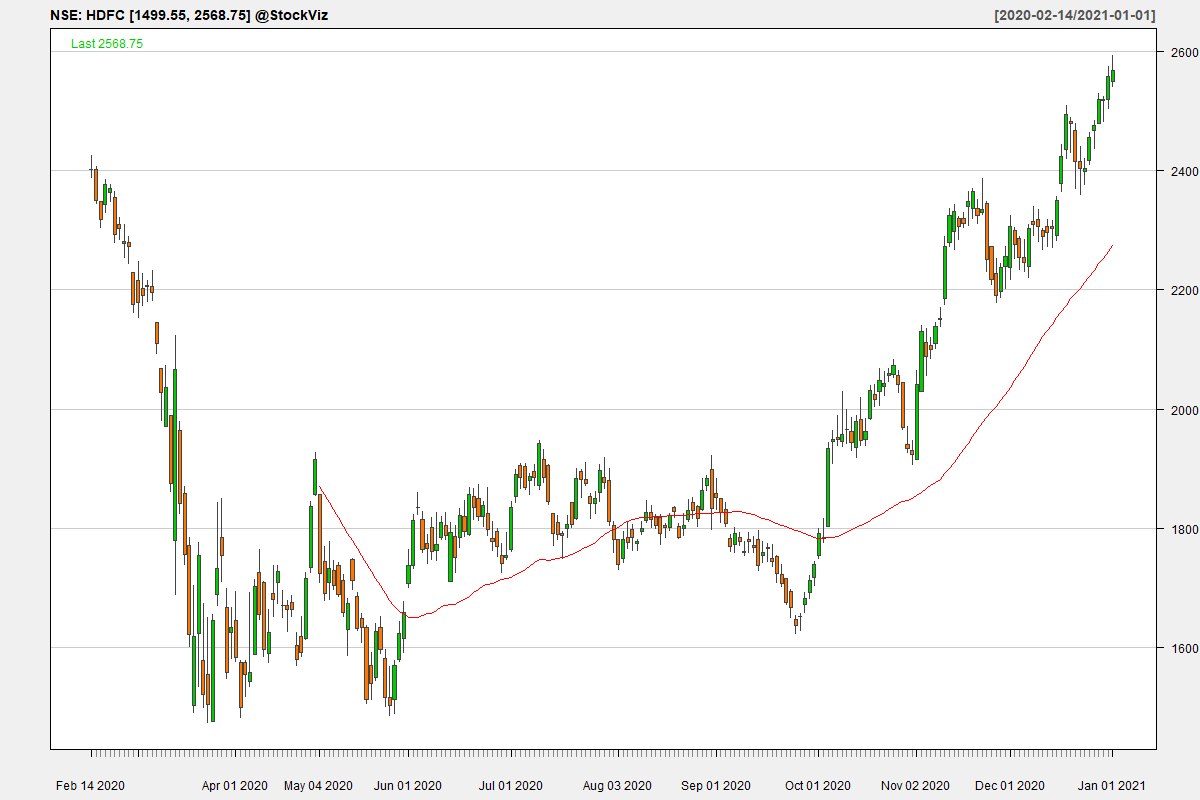 NSE: HDFC [1499.55, 2568.75] @StockViz
[2020-02-14/2021-01-01]
Last 2568.75
2600
2400
2200
2000
1800
1600
Feb 14 2020
Apr 01 2020
May 04 2020
Jun 01 2020
Jul 01 2020
Aug 03 2020
Sep 01 2020
Oct 01 2020
Nov 02 2020
Dec 01 2020
Jan 01 2021